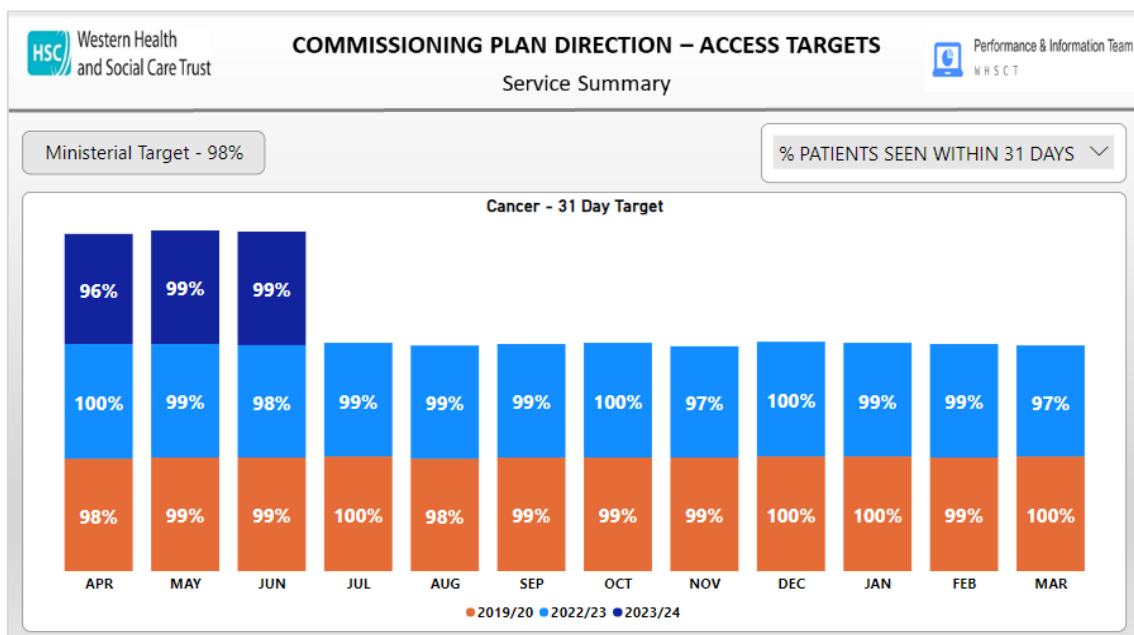 HSC Western Health
and Social Care Trust
COMMISSIONING PLAN DIRECTION – ACCESS TARGETS
Service Summary
Performance & Information Team
WHSCT
Ministerial Target - 98%
% PATIENTS SEEN WITHIN 31 DAYS
Cancer - 31 Day Target
96% 99% 99%
100% 99% 98% 99% 99% 99% 100% 97% 100% 99% 99% 97%
98% 99% 99% 100% 98% 99% 99% 99% 100% 100% 99% 100%
APR MAY JUN JUL AUG SEP OCT NOV DEC JAN FEB MAR
2019/20 2022/23 2023/24